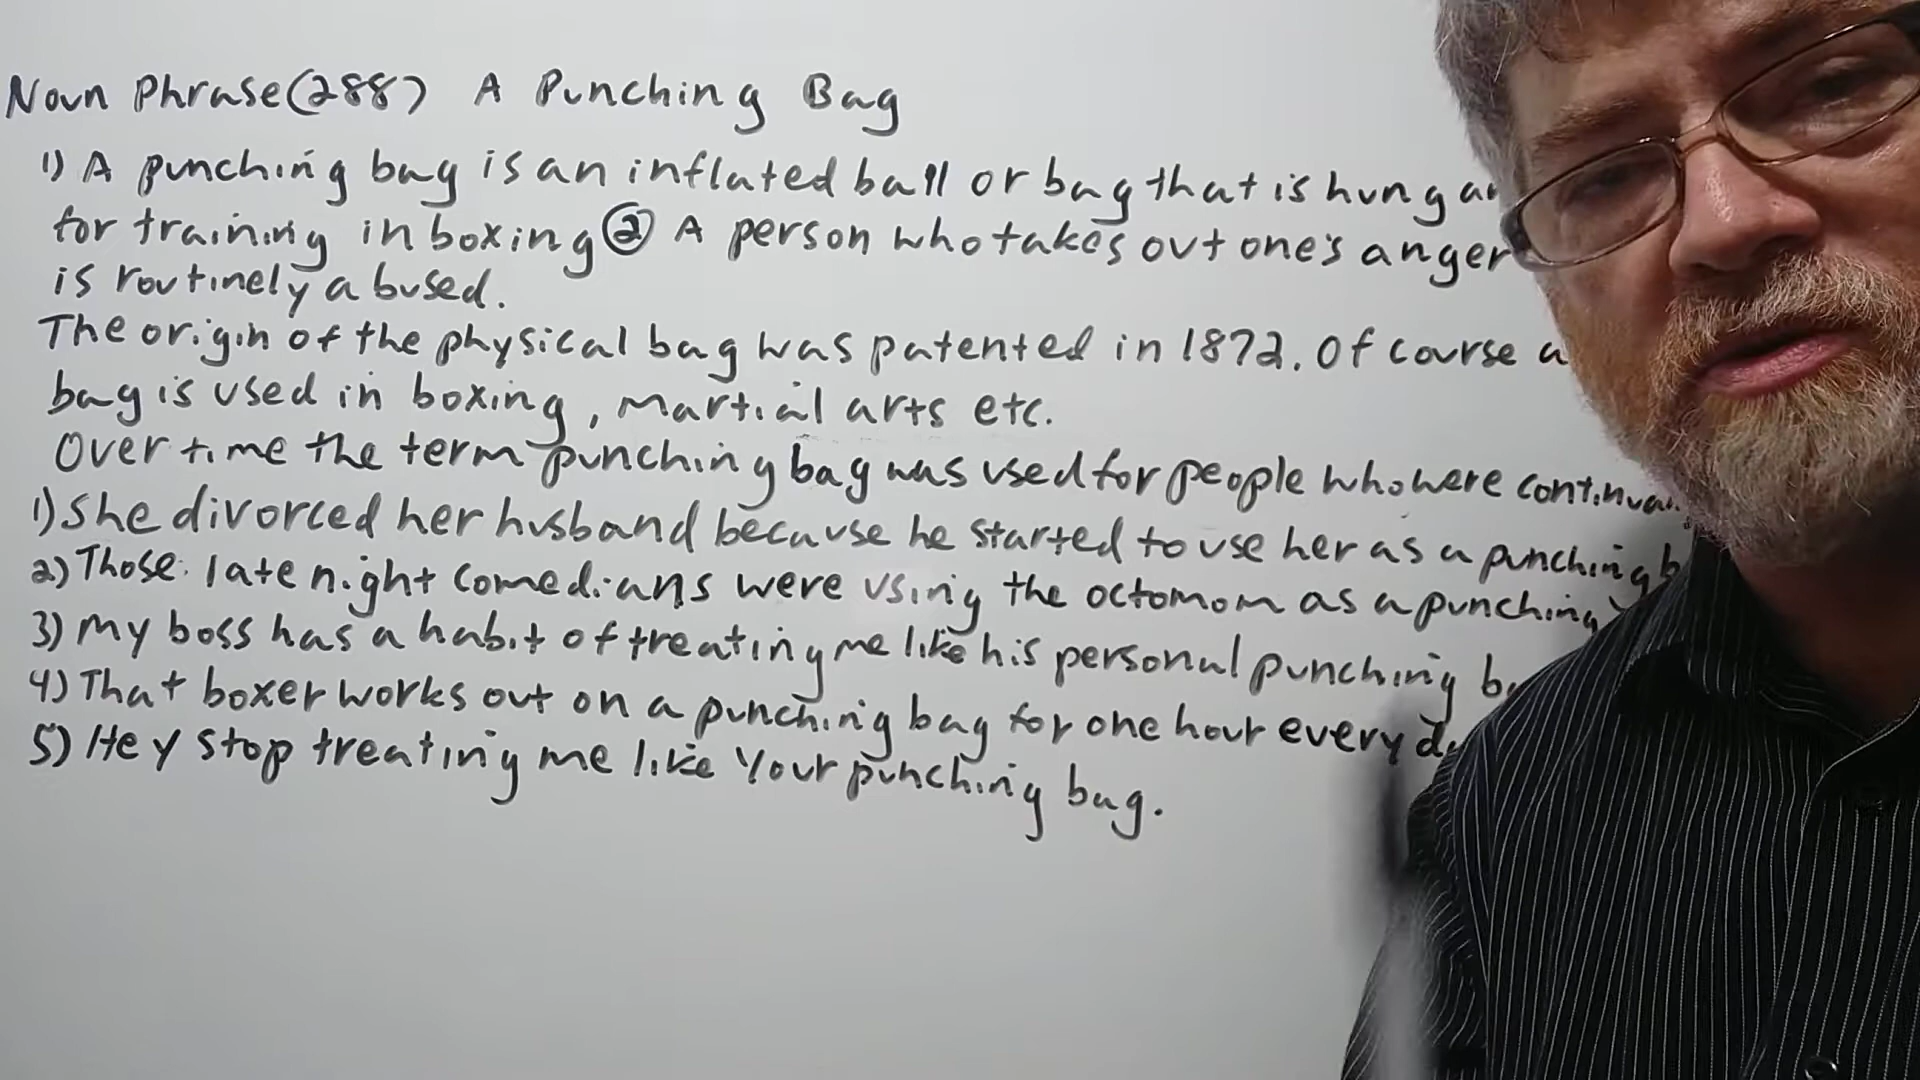 Noun Phrase (288) A Punching Bag
1) A punching bag is an inflated ball or bag that is hung
for training in boxing ② A person who takes out one's anger
is routinely abused.
The origin of the physical bag was patented in 1872. Of course a
bag is used in boxing, martial arts etc.
Over time the term punching bag was used for people who were
1) She divorced her husband because he started to use her as a punching
2) Those late night comedians were using the octomom as a punching
3) My boss has a habit of treating me like his personal punching
4) That boxer works out on a punching bag for one hour every
5) Hey stop treating me like your punching bag.